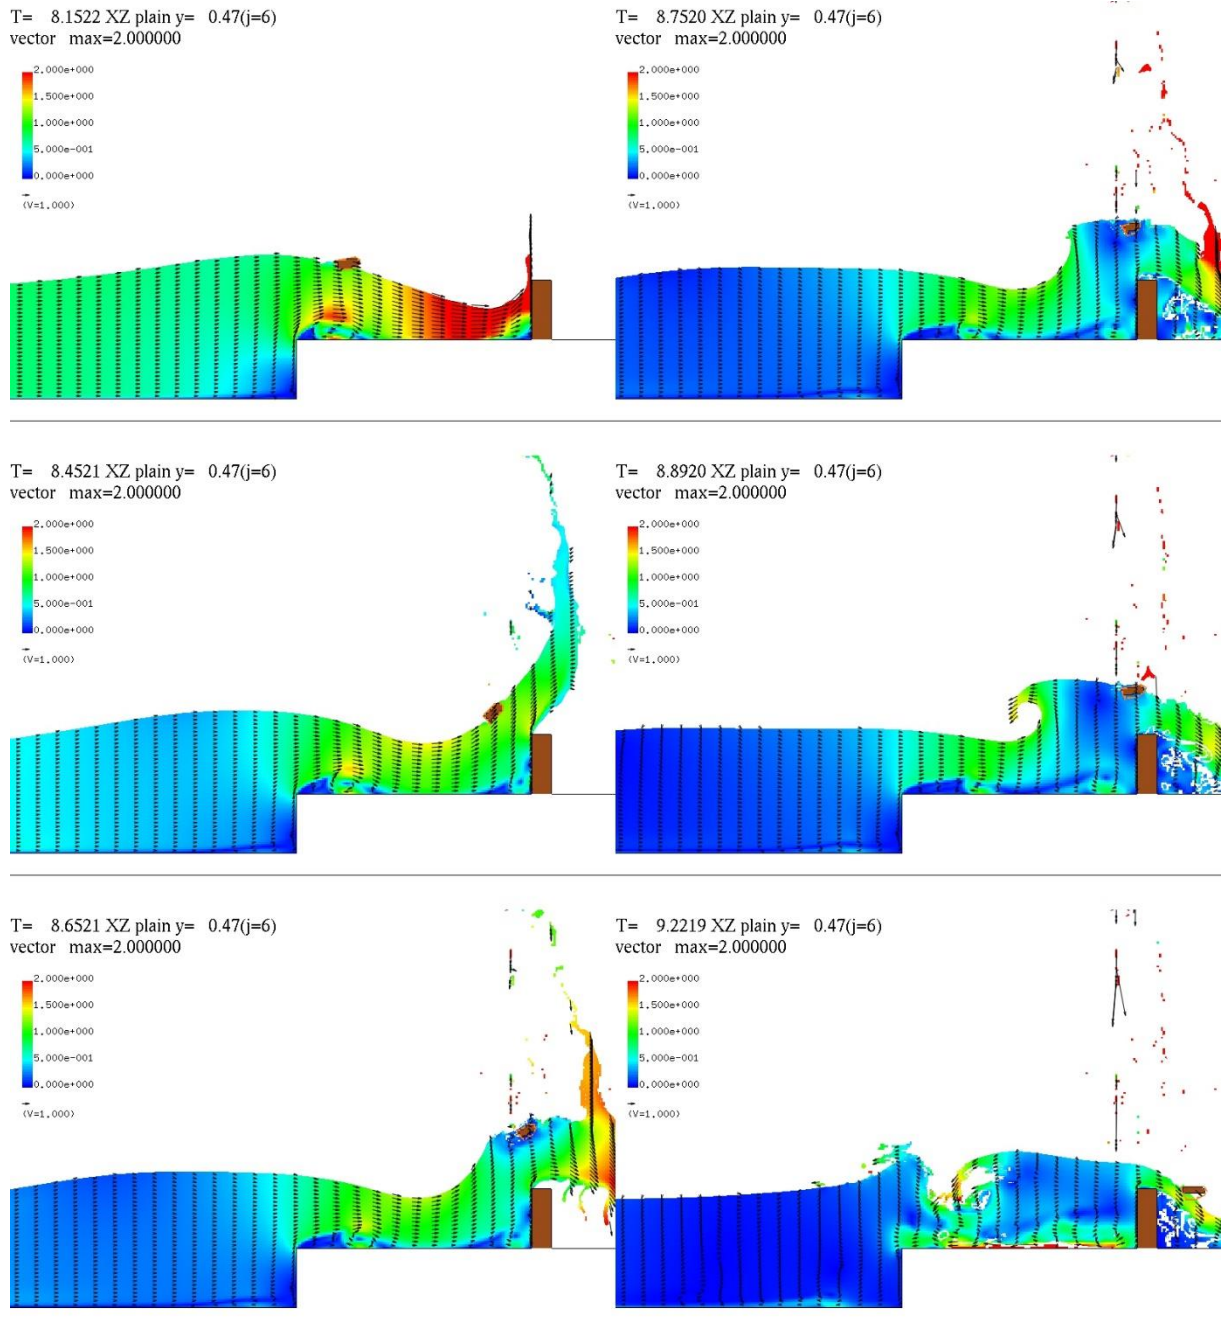 T= 8.1522 XZ plain y= 0.47(j=6)
vector max=2.000000
2.000e+000
1.500e+000
1.000e+000
5.000e-001
0.000e+000
(V=1.000)
T= 8.4521 XZ plain y= 0.47(j=6)
vector max=2.000000
2.000e+000
1.500e+000
1.000e+000
5.000e-001
0.000e+000
(V=1.000)
T= 8.6521 XZ plain y= 0.47(j=6)
vector max=2.000000
2.000e+000
1.500e+000
1.000e+000
5.000e-001
0.000e+000
(V=1.000)
T= 8.7520 XZ plain y= 0.47(j=6)
vector max=2.000000
2.000e+000
1.500e+000
1.000e+000
5.000e-001
0.000e+000
(V=1.000)
T= 8.8920 XZ plain y= 0.47(j=6)
vector max=2.000000
2.000e+000
1.500e+000
1.000e+000
5.000e-001
0.000e+000
(V=1.000)
T= 9.2219 XZ plain y= 0.47(j=6)
vector max=2.000000
2.000e+000
1.500e+000
1.000e+000
5.000e-001
0.000e+000
(V=1.000)